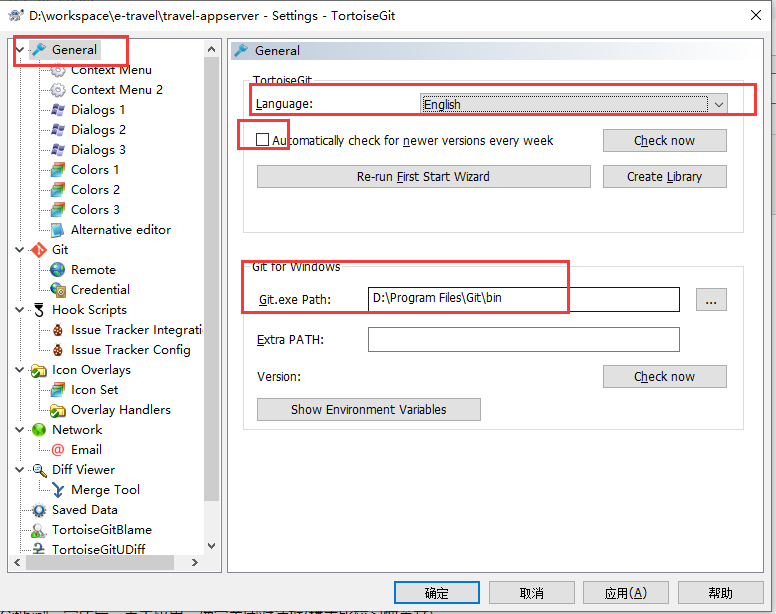 D:\workspace\e-travel\travel-appserver - Settings - TortoiseGit
General
Context Menu
Context Menu 2
Dialogs 1
Dialogs 2
Dialogs 3
Colors 1
Colors 2
Colors 3
Alternative editor
Git
Remote
Credential
Hook Scripts
Issue Tracker Integrati
Issue Tracker Config
Icon Overlays
Icon Set
Overlay Handlers
Network
Email
Diff Viewer
Merge Tool
Saved Data
TortoiseGitBlame
TortoiseGitUDiff
General
TortoiseGit
Language: English
Automatically check for newer versions every week Check now
Re-run First Start Wizard Create Library
Git for Windows
Git.exe Path: D:\Program Files\Git\bin ...
Extra PATH:
Version: Check now
Show Environment Variables
确定 取消 应用(A) 帮助